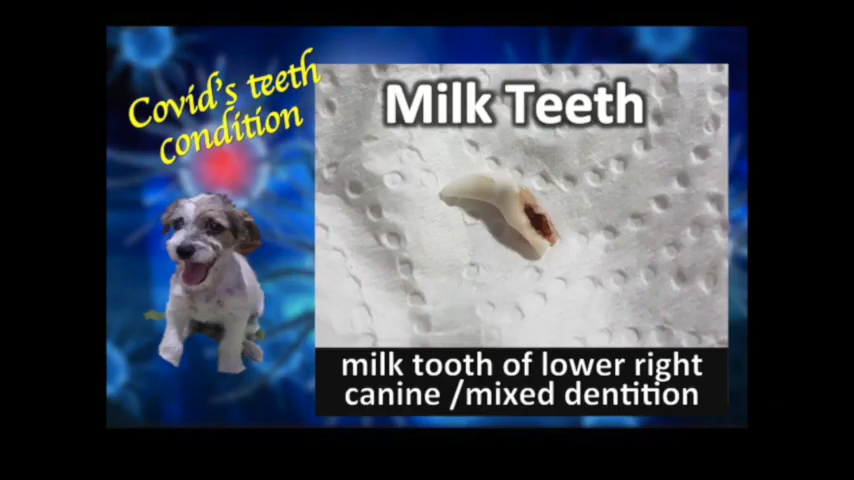 Covid's teeth
condition
Milk Teeth
milk tooth of lower right
canine /mixed dentition